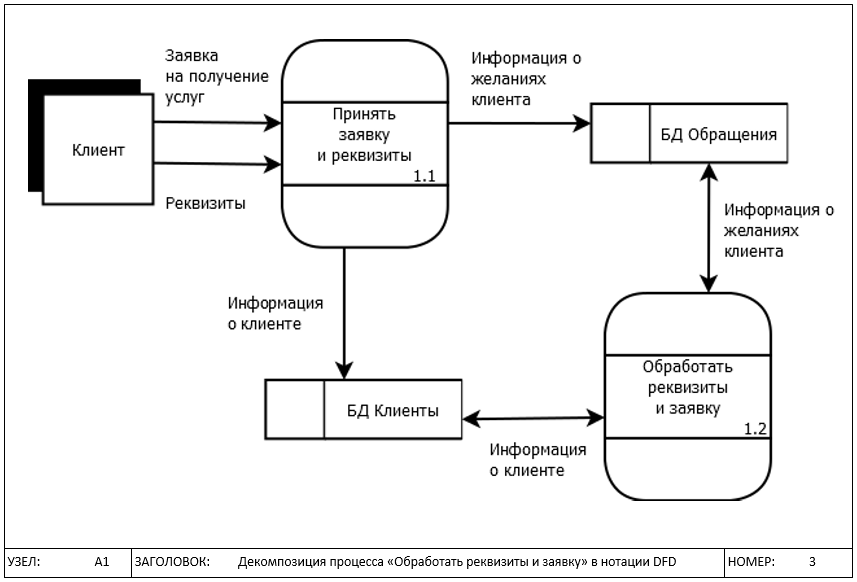 Заявка
на получение
услуг
Клиент
Реквизиты
Принять
заявку
и реквизиты
1.1
Информация о
желаниях
клиента
БД Обращения
Информация о
желаниях
клиента
Информация
о клиенте
БД Клиенты
Обработать
реквизиты
и заявку
1.2
Информация
о клиенте
УЗЕЛ: A1 ЗАГОЛОВОК: Декомпозиция процесса «Обработать реквизиты и заявку» в нотации DFD НОМЕР: 3